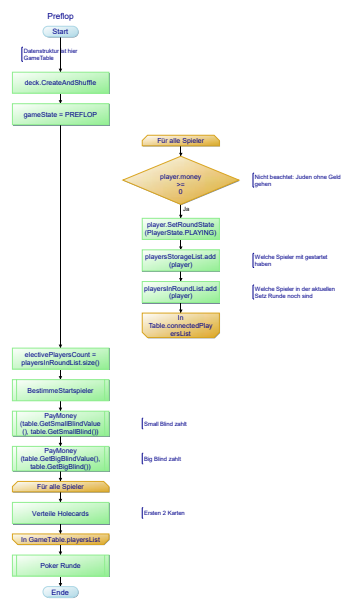 Preflop
Start
Datenstruktur ist hier
GameTable
deck.CreateAndShuffle
gameState = PREFLOP
Für alle Spieler
player.money
>=
0
Nicht beachtet: Juden ohne Geld
gehen
Ja
player.SetRoundState
(PlayerState.PLAYING)
playersStorageList.add
(player)
Welche Spieler mit gestartet
haben
playersInRoundList.add
(player)
Welche Spieler in der aktuellen
Setz Runde noch sind
In
Table.connectedPlay
ersList
electivePlayersCount =
playersInRoundList.size()
BestimmeStartspieler
PayMoney
(table.GetSmallBlindValue
(), table.GetSmallBlind())
Small Blind zahlt
PayMoney
(table.GetBigBlindValue(),
table.GetBigBlind())
Big Blind zahlt
Für alle Spieler
Verteile Holecards
Ersten 2 Karten
In GameTable.playersList
Poker Runde
Ende